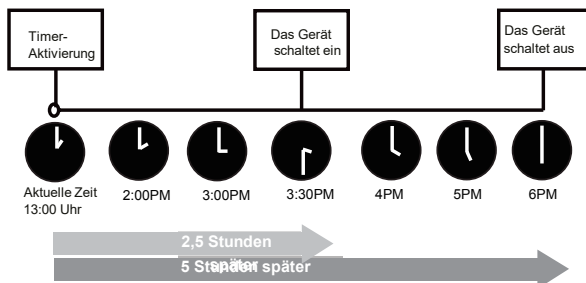 Timer-
Aktivierung
Das Gerät
schaltet ein
Das Gerät
schaltet aus
Aktuelle Zeit
13:00 Uhr
2:00PM
3:00PM
3:30PM
4PM
5PM
6PM
2,5 Stunden
später
5 Stunden später